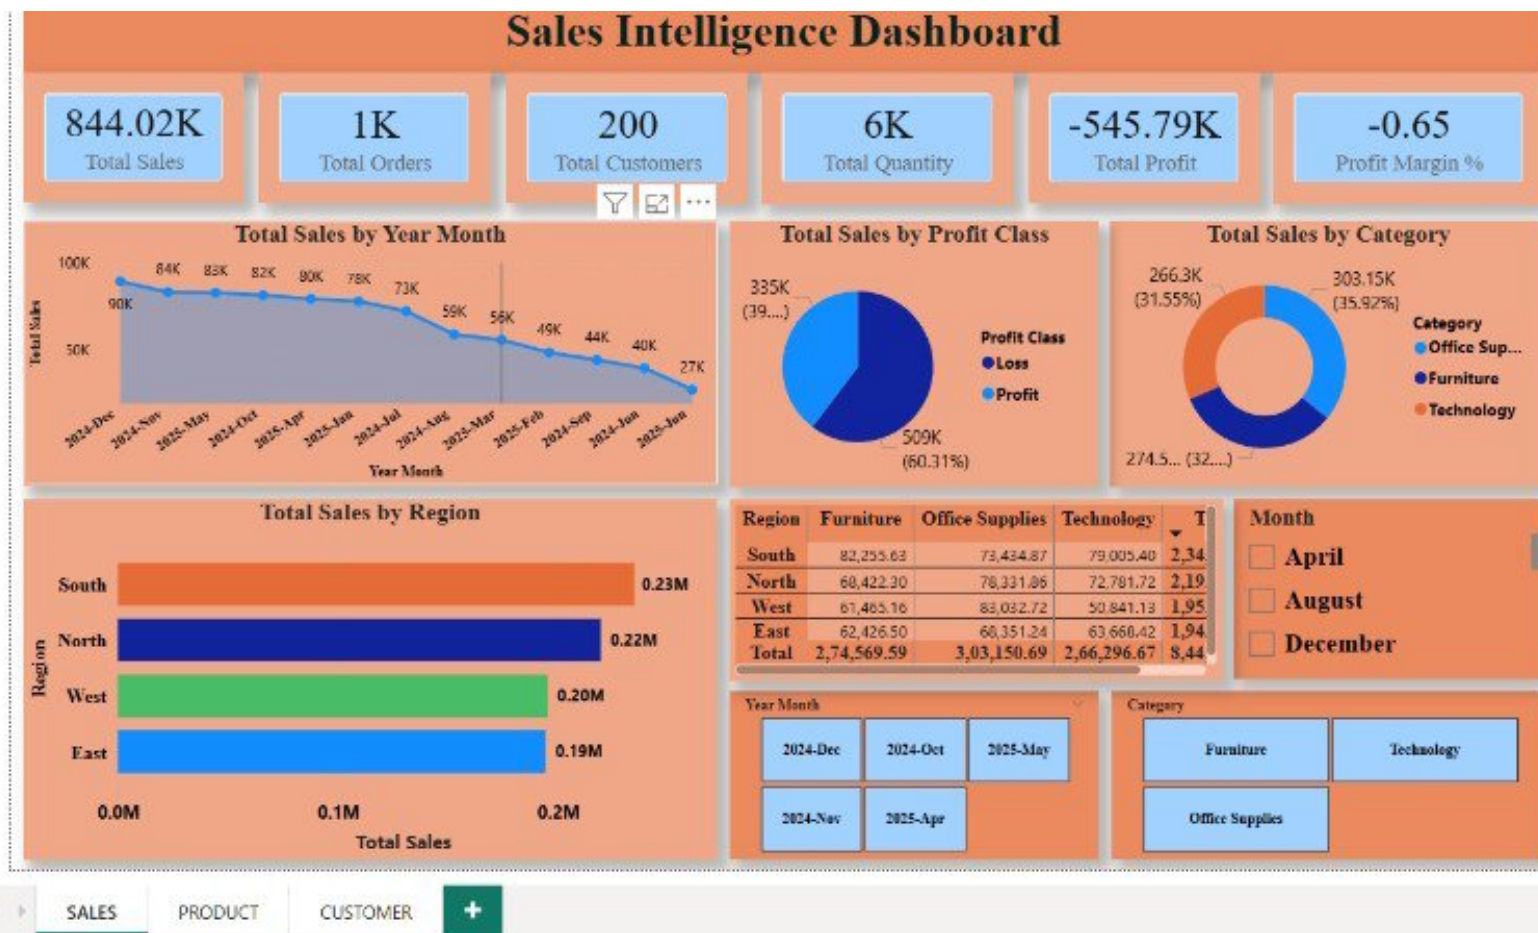 Sales Intelligence Dashboard
844.02K
Total Sales
1K
Total Orders
200
Total Customers
6K
Total Quantity
-545.79K
Total Profit
-0.65
Profit Margin %
Total Sales by Year Month
100K
50K
Total Sales
90K
84K
83K
82K
80K
78K
73K
59K
56K
49K
44K
40K
27K
2024-Dec
2024-Nov
2025-May
2024-Oct
2025-Apr
2025-Jan
2024-Jul
2024-Aug
2025-Mar
2025-Feb
2024-Sep
2024-Jun
2025-Jun
Year Month
Total Sales by Profit Class
335K
(39....)
509K
(60.31%)
Profit Class
Loss
Profit
Total Sales by Category
266.3K
(31.55%)
303.15K
(35.92%)
274.5... (32....)
Category
Office Sup...
Furniture
Technology
Total Sales by Region
Region
South
0.23M
North
0.22M
West
0.20M
East
0.19M
0.0M 0.1M 0.2M
Total Sales
Region Furniture Office Supplies Technology T
South 82,255.63 73,434.87 79,005.40 2,34
North 68,422.30 78,331.86 72,781.72 2,19
West 61,465.16 83,032.72 50,841.13 1,95
East 62,426.50 68,351.24 63,668.42 1,94
Total 2,74,569.59 3,03,150.69 2,66,296.67 8,44
Month
April
August
December
Year Month
2024-Dec 2024-Oct 2025-May
2024-Nov 2025-Apr
Category
Furniture Technology
Office Supplies
SALES PRODUCT CUSTOMER +